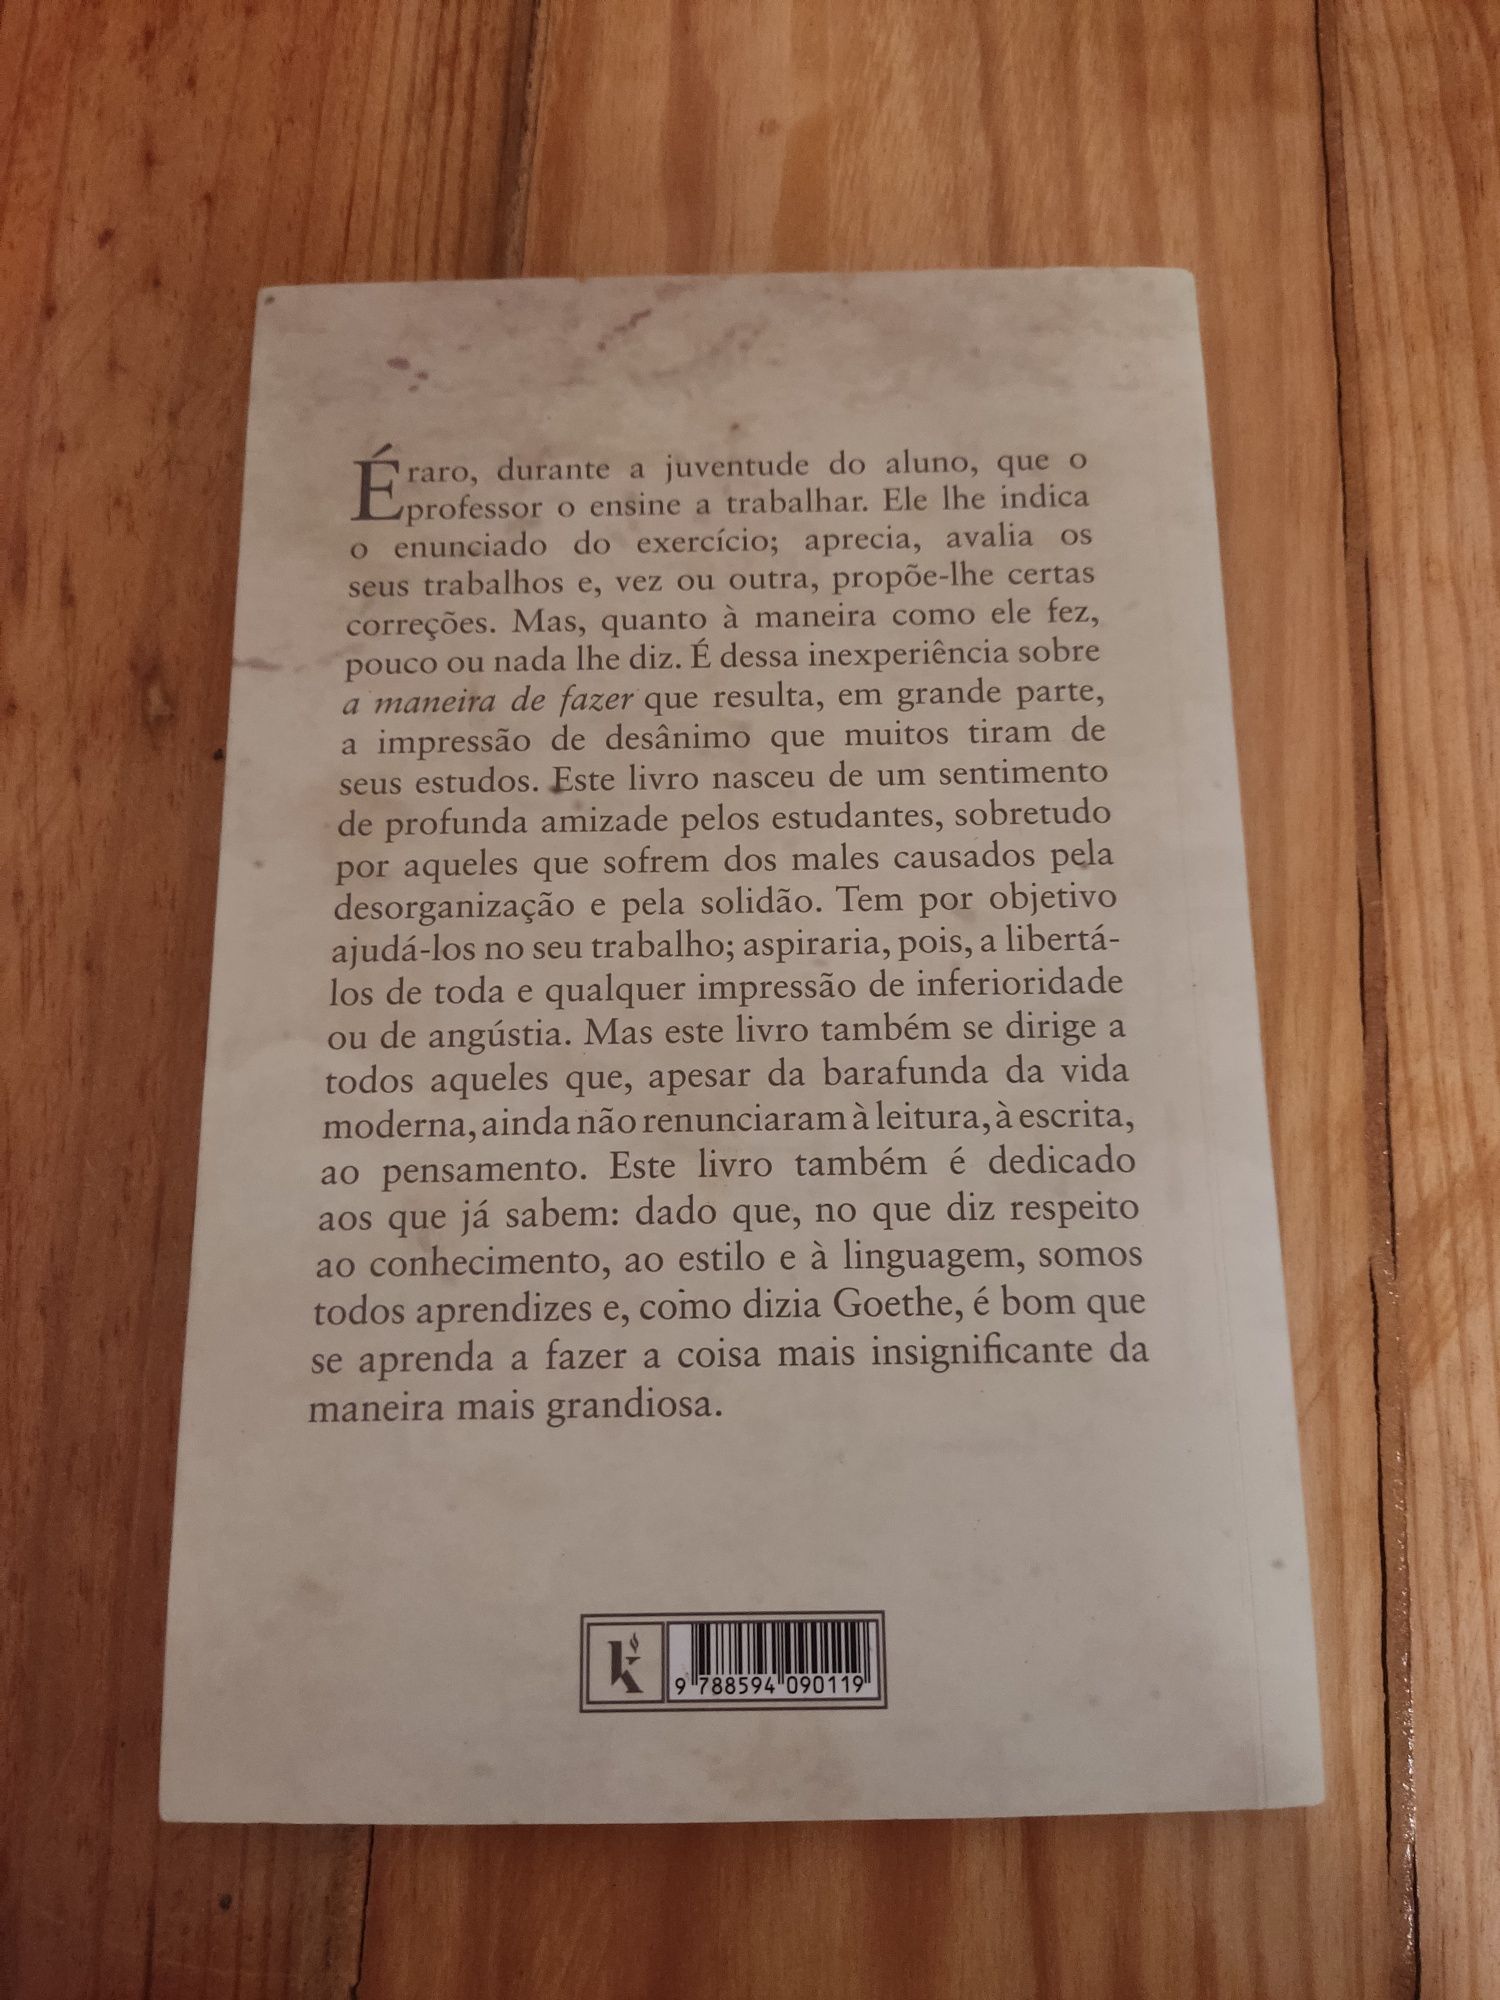 É raro, durante a juventude do aluno, que o
professor o ensine a trabalhar. Ele lhe indica
o enunciado do exercício; aprecia, avalia os
seus trabalhos e, vez ou outra, propõe-lhe certas
correções. Mas, quanto à maneira como ele fez,
pouco ou nada lhe diz. É dessa inexperiência sobre
a maneira de fazer que resulta, em grande parte,
a impressão de desânimo que muitos tiram de
seus estudos. Este livro nasceu de um sentimento
de profunda amizade pelos estudantes, sobretudo
por aqueles que sofrem dos males causados pela
desorganização e pela solidão. Tem por objetivo
ajudá-los no seu trabalho; aspiraria, pois, a libertá-
los de toda e qualquer impressão de inferioridade
ou de angústia. Mas este livro também se dirige a
todos aqueles que, apesar da barafunda da vida
moderna, ainda não renunciaram à leitura, à escrita,
ao pensamento. Este livro também é dedicado
aos que já sabem: dado que, no que diz respeito
ao conhecimento, ao estilo e à linguagem, somos
todos aprendizes e, como dizia Goethe, é bom que
se aprenda a fazer a coisa mais insignificante da
maneira mais grandiosa.
k
9 788594 090119